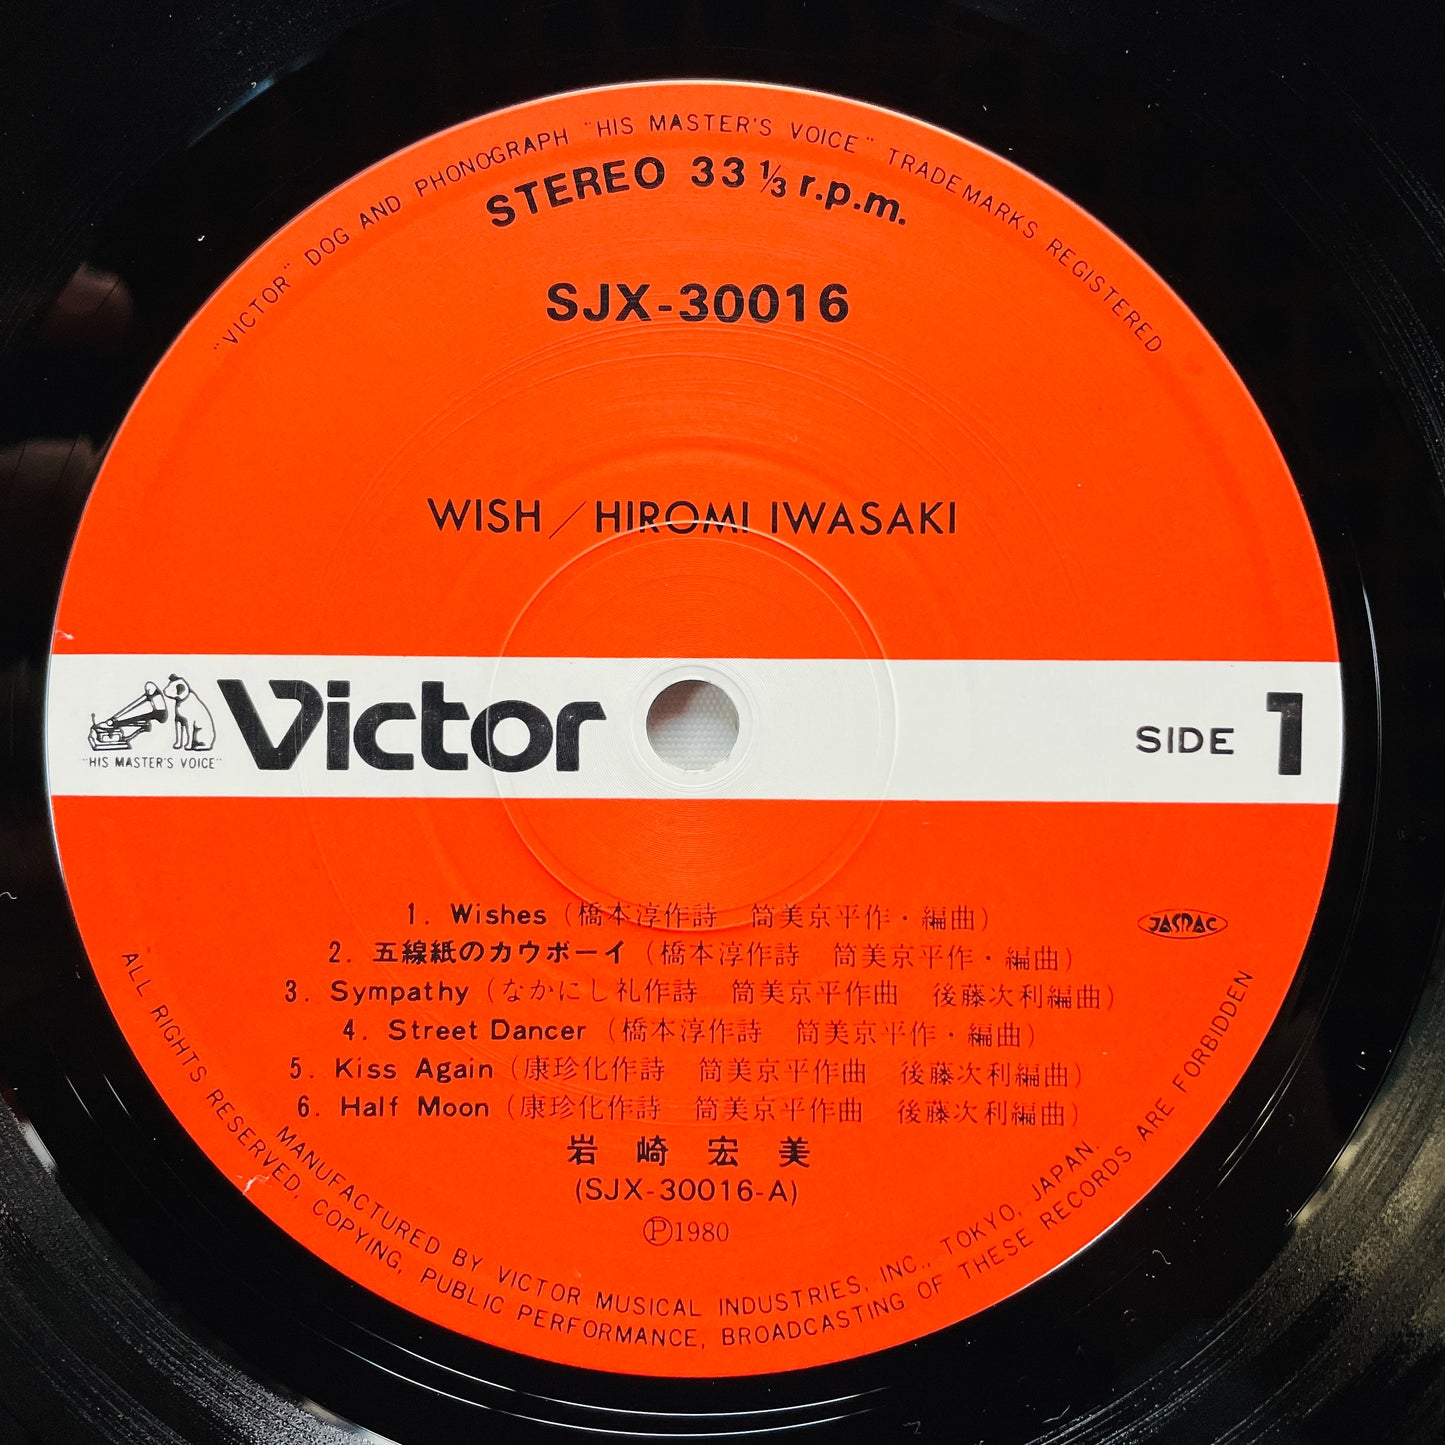 "VICTOR" DOG AND PHONOGRAPH "HIS MASTER'S VOICE" TRADE MARKS REGISTERED
STEREO 33 1/3 r.p.m.
SJX-30016
WISH／HIROMI IWASAKI
"HIS MASTER'S VOICE"
Victor
SIDE 1
1. Wishes (橋本淳作詩 筒美京平作・編曲)
JASRAC
2. 五線紙のカウボーイ (橋本淳作詩 筒美京平作・編曲)
3. Sympathy (なかにし礼作詩 筒美京平作曲 後藤次利編曲)
4. Street Dancer (橋本淳作詩 筒美京平作・編曲)
5. Kiss Again (康珍化作詩 筒美京平作曲 後藤次利編曲)
6. Half Moon (康珍化作詩 筒美京平作曲 後藤次利編曲)
岩崎宏美
(SJX-30016-A)
Ⓟ1980
MANUFACTURED BY VICTOR MUSICAL INDUSTRIES, INC., TOKYO, JAPAN.
ALL RIGHTS RESERVED, COPYING, PUBLIC PERFORMANCE, BROADCASTING OF THESE RECORDS ARE FORBIDDEN